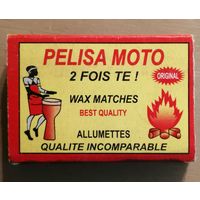 PELISA MOTO
2 FOIS TE !
ORIGINAL
WAX MATCHES
BEST QUALITY
ALLUMETTES
QUALITE INCOMPARABLE